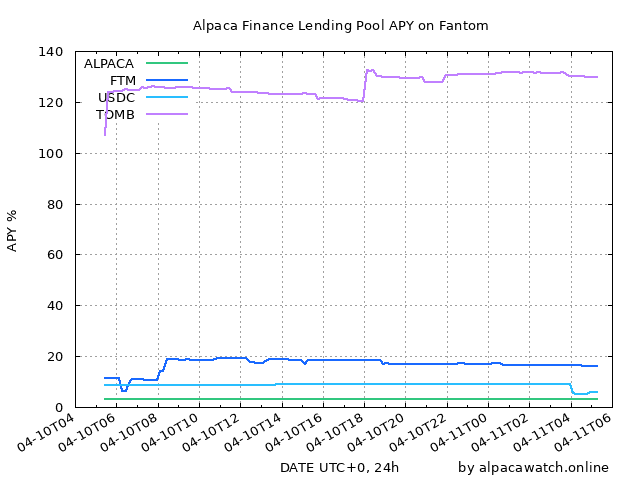 Alpaca Finance Lending Pool APY on Fantom
140
120
100
80
60
40
20
0
APY %
ALPACA
FTM
USDC
TOMB
04-10T04
04-10T06
04-10T08
04-10T10
04-10T12
04-10T14
04-10T16
04-10T18
04-10T20
04-10T22
04-11T00
04-11T02
04-11T04
04-11T06
DATE UTC+0, 24h
by alpacawatch.online